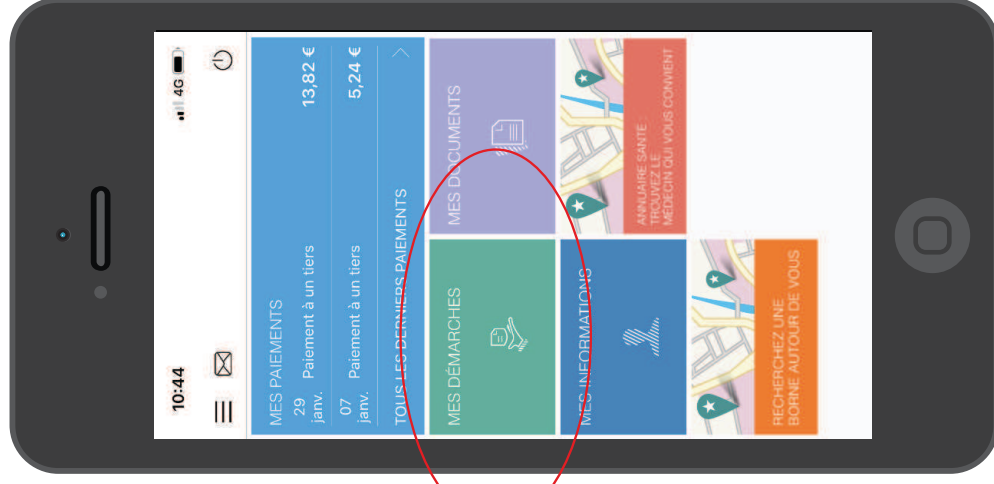 10:44 4G
MES PAIEMENTS
29 janv. Paiement à un tiers 13,82 €
07 janv. Paiement à un tiers 5,24 €
TOUS LES DERNIERS PAIEMENTS
MES DÉMARCHES
MES DOCUMENTS
MES INFORMATIONS
ANNUAIRE SANTÉ :
TROUVEZ LE
MÉDECIN QUI VOUS CONVIENT
RECHERCHEZ UNE
BORNE AUTOUR DE VOUS